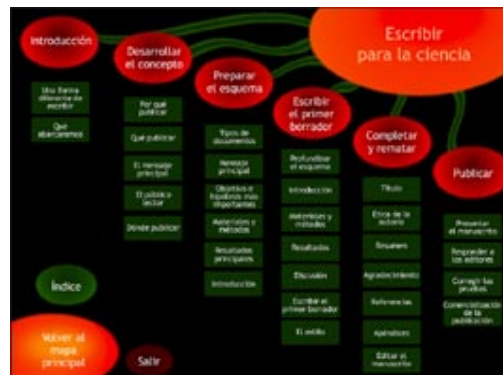 Escribir
para la ciencia
Introducción
Una forma
diferente de
escribir
Qué
abarcaremos
Desarrollar
el concepto
Por qué
publicar
Qué publicar
El mensaje
principal
El público
lector
Dónde publicar
Preparar
el esquema
Tipos de
documentos
Mensaje
principal
Objetivo e
hipótesis más
importantes
Materiales o
métodos
Resultados
principales
Introducción
Escribir
el primer
borrador
Profundizar
el esquema
Introducción
Materiales y
métodos
Resultados
Discusión
Escribir el
primer borrador
El estilo
Completar
y rematar
Título
Ética de la
autoría
Resumen
Agradecimiento
Referencias
Apéndices
Editar el
manuscrito
Publicar
Presentar
el manuscrito
Responder a
los editores
Corregir las
pruebas
Comercialización
de la
publicación
Índice
Volver al
mapa
principal
Salir